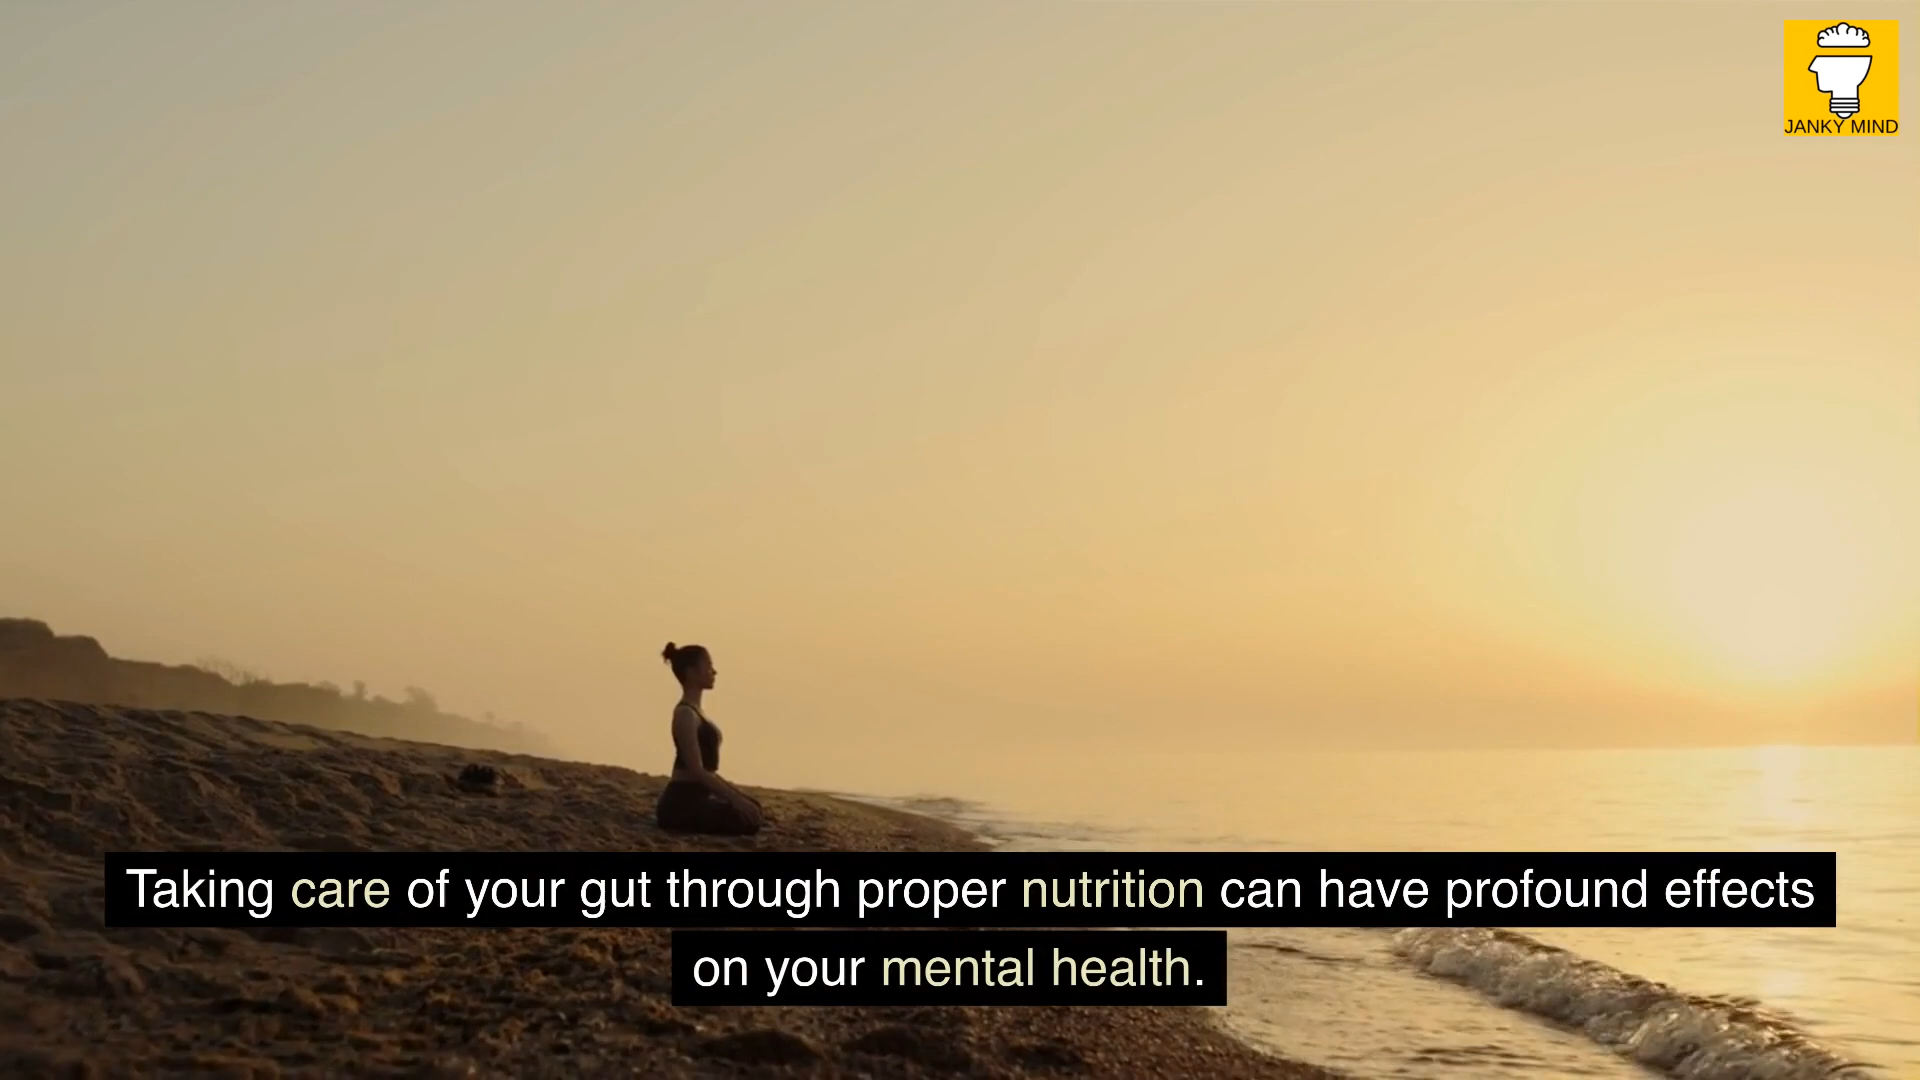 JANKY MIND
Taking care of your gut through proper nutrition can have profound effects
on your mental health.